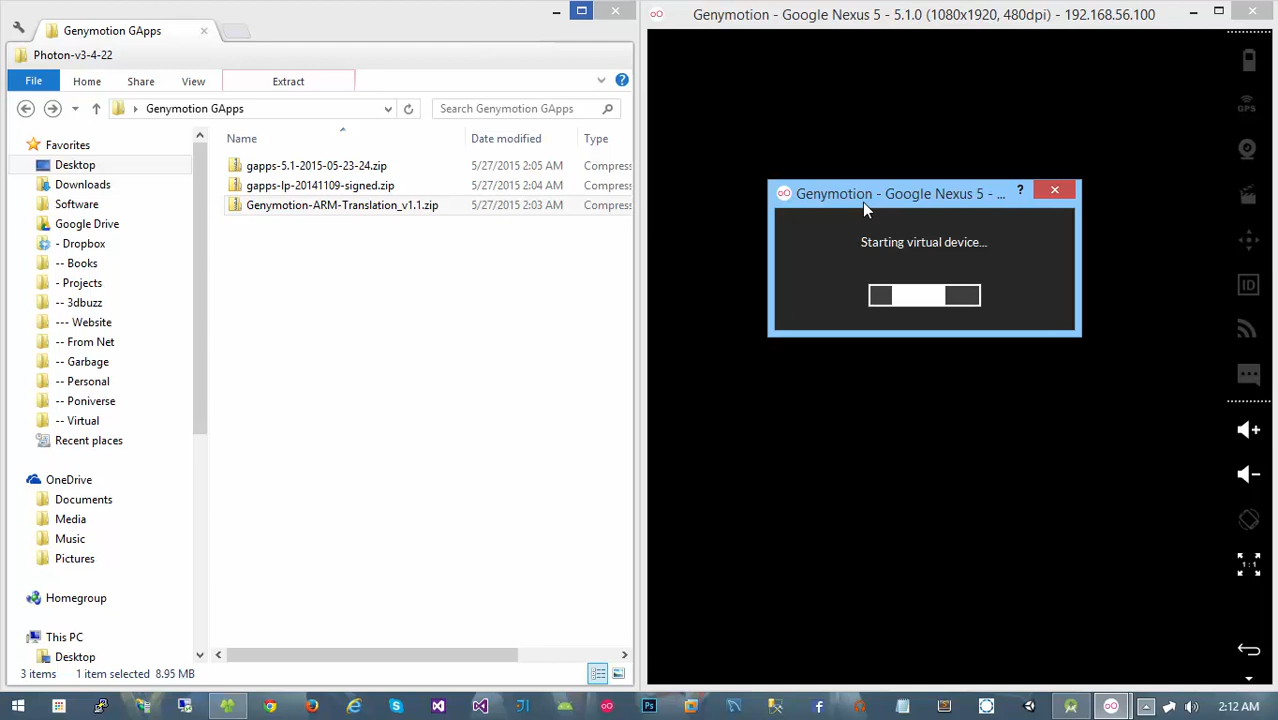 Genymotion GApps
Genymotion - Google Nexus 5 - 5.1.0 (1080x1920, 480dpi) - 192.168.56.100
Photon-v3-4-22
File
Home
Share
View
Extract
Genymotion GApps
Search Genymotion GApps
Name
Date modified
Type
gapps-5.1-2015-05-23-24.zip
5/27/2015 2:05 AM
Compress
gapps-lp-20141109-signed.zip
5/27/2015 2:04 AM
Compress
Genymotion-ARM-Translation_v1.1.zip
5/27/2015 2:03 AM
Compress
Favorites
Desktop
Downloads
Software
Google Drive
- Dropbox
-- Books
- Projects
-- 3dbuzz
--- Website
-- From Net
-- Garbage
-- Personal
-- Poniverse
-- Virtual
Recent places
OneDrive
Documents
Media
Music
Pictures
Homegroup
This PC
Desktop
3 items
1 item selected 8.95 MB
Genymotion - Google Nexus 5 - ...
?
Starting virtual device...
GPS
ID
1:1
2:12 AM